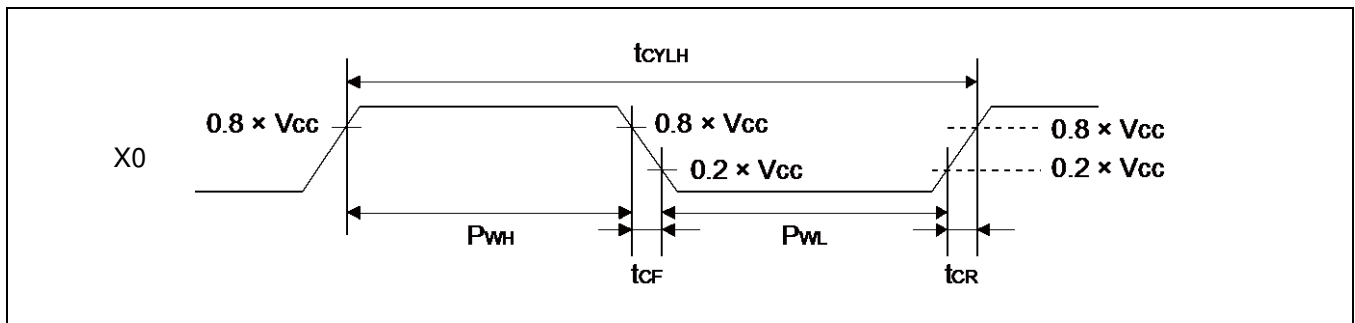 tCYLH
0.8 × VCC
0.8 × VCC
0.8 × VCC
X0
0.2 × VCC
0.2 × VCC
PWH
PWL
tCF
tCR